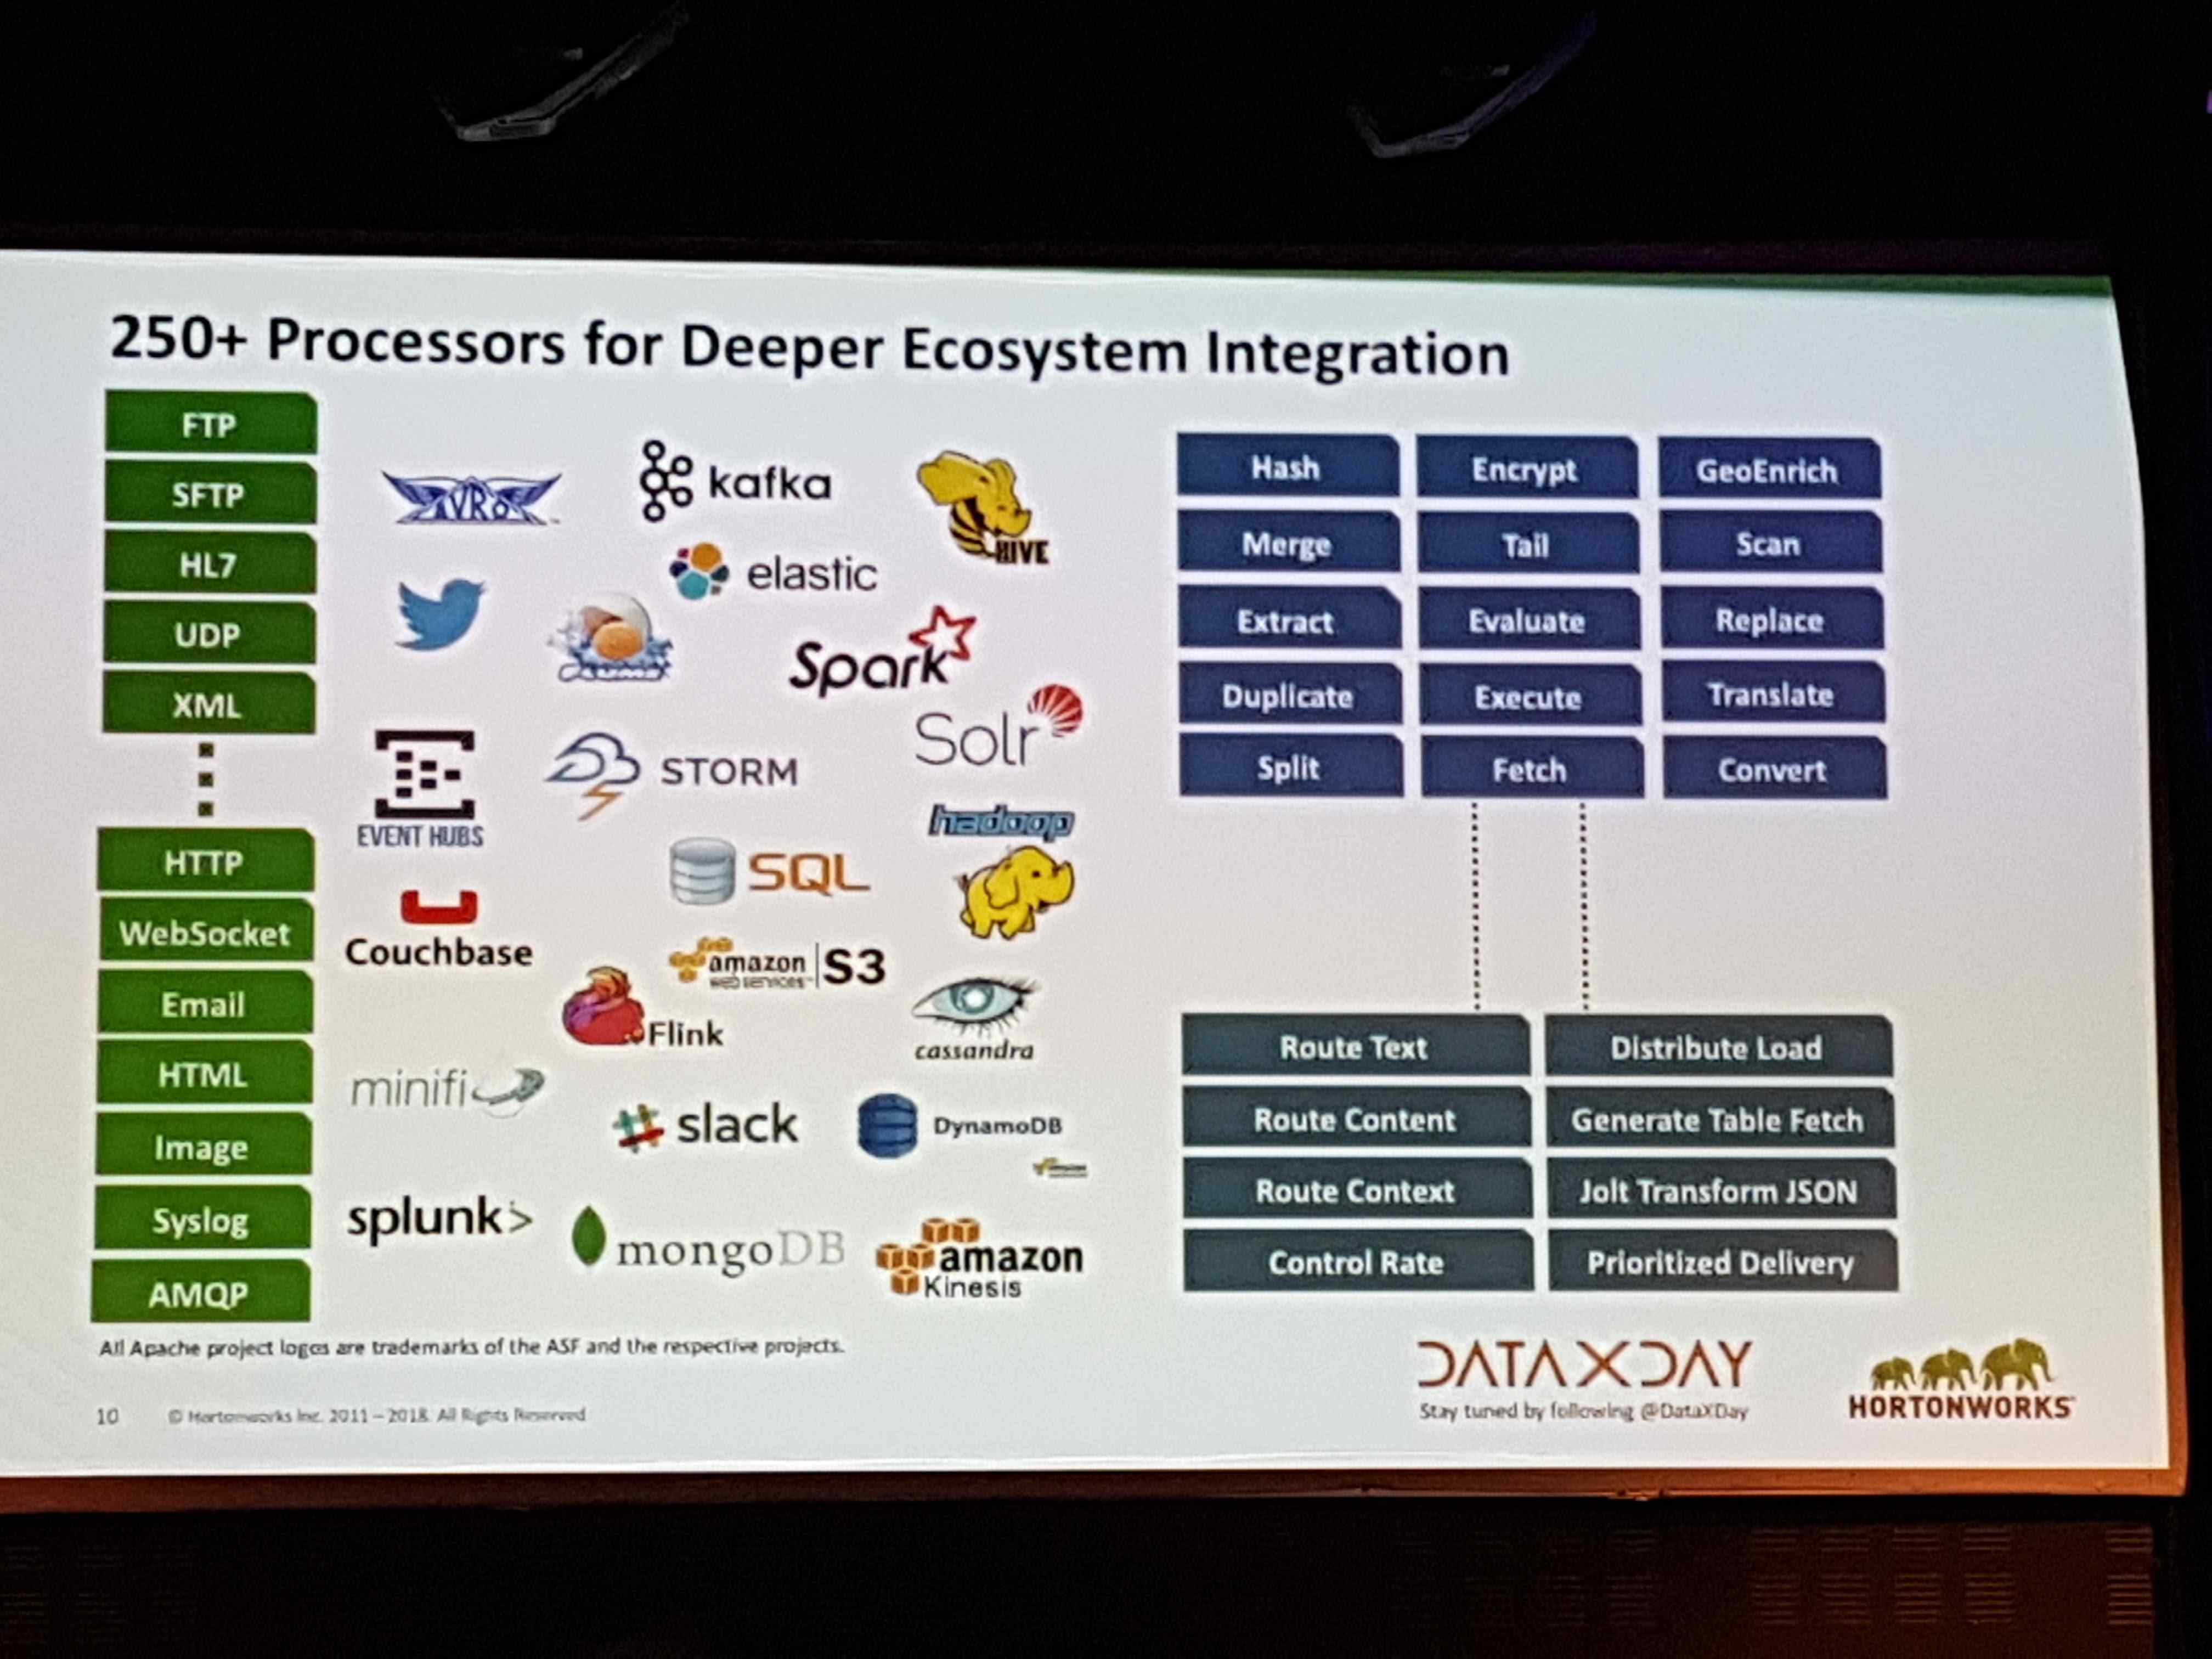 250+ Processors for Deeper Ecosystem Integration
FTP
SFTP
HL7
UDP
XML
HTTP
WebSocket
Email
HTML
Image
Syslog
AMQP
AVRO
kafka
HIVE
elastic
Spark
Solr
EVENT HUBS
STORM
hadoop
SQL
Couchbase
amazon
web services
S3
Flink
cassandra
minifi
slack
DynamoDB
splunk>
mongoDB
amazon
Kinesis
Hash Encrypt GeoEnrich
Merge Tail Scan
Extract Evaluate Replace
Duplicate Execute Translate
Split Fetch Convert
Route Text Distribute Load
Route Content Generate Table Fetch
Route Context Jolt Transform JSON
Control Rate Prioritized Delivery
All Apache project logos are trademarks of the ASF and the respective projects.
10 © Hortonworks Inc. 2011 – 2018. All Rights Reserved
DATAXDAY
Stay tuned by following @DataXDay
HORTONWORKS